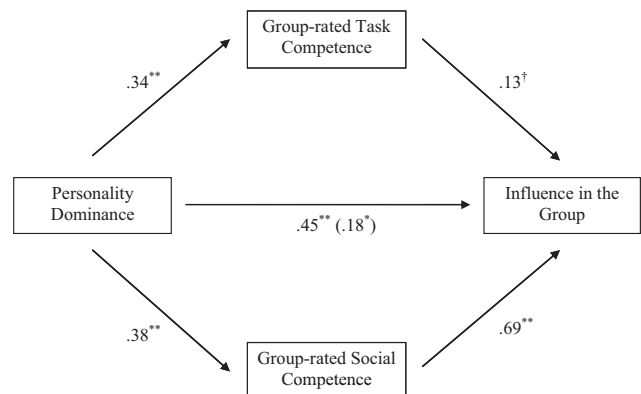 Group-rated Task
Competence
.34**
.13†
Personality
Dominance
Influence in the
Group
.45** (.18*)
.38**
.69**
Group-rated Social
Competence